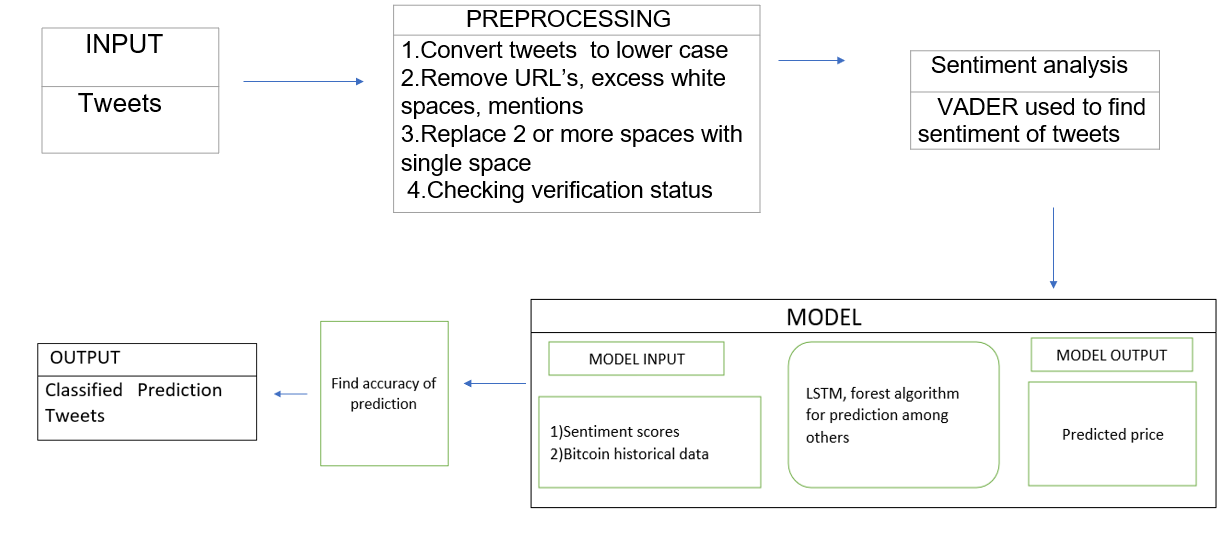 INPUT
Tweets
PREPROCESSING
1.Convert tweets  to lower case
2.Remove URL’s, excess white
spaces, mentions
3.Replace 2 or more spaces with
single space
4.Checking verification status
Sentiment analysis
VADER used to find
sentiment of tweets
MODEL
MODEL INPUT
1)Sentiment scores
2)Bitcoin historical data
LSTM, forest algorithm
for prediction among
others
MODEL OUTPUT
Predicted price
Find accuracy of
prediction
OUTPUT
Classified   Prediction
Tweets